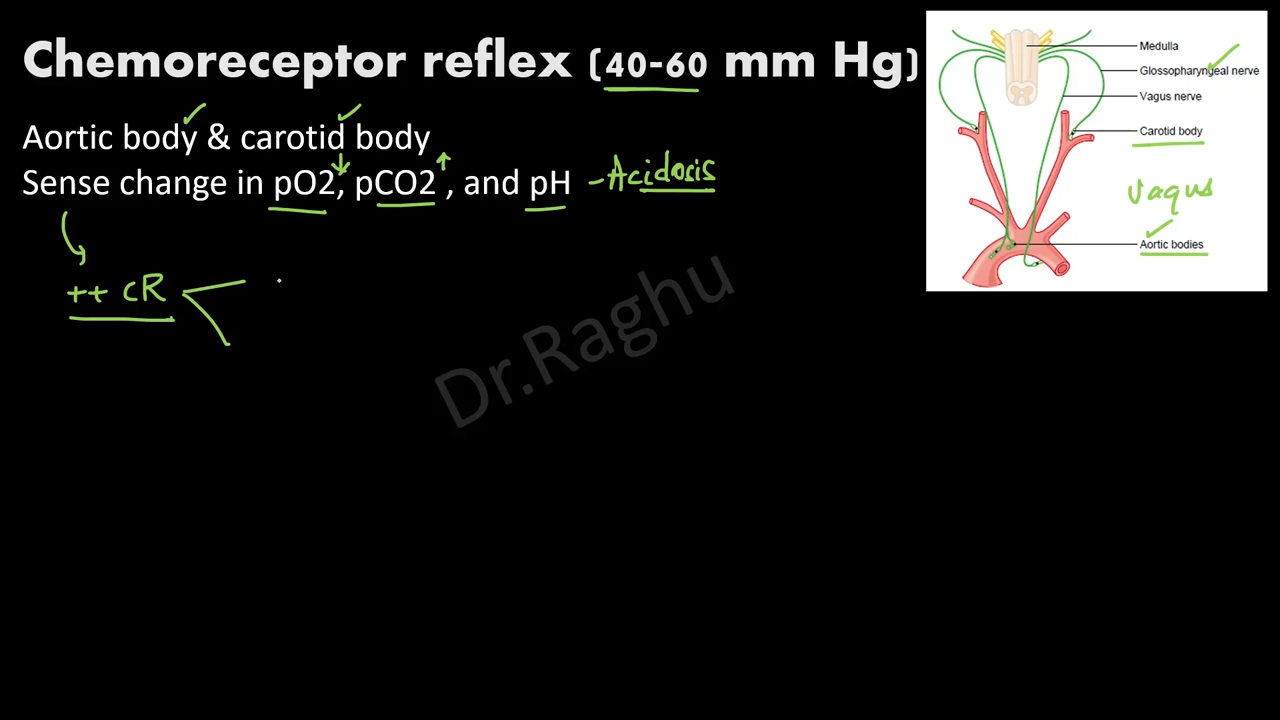 Chemoreceptor reflex (40-60 mm Hg)
Aortic body & carotid body
Sense change in pO2↓, pCO2↑, and pH - Acidosis
++ CR
Medulla
Glossopharyngeal nerve
Vagus nerve
Carotid body
Vagus
Aortic bodies
Dr.Raghu